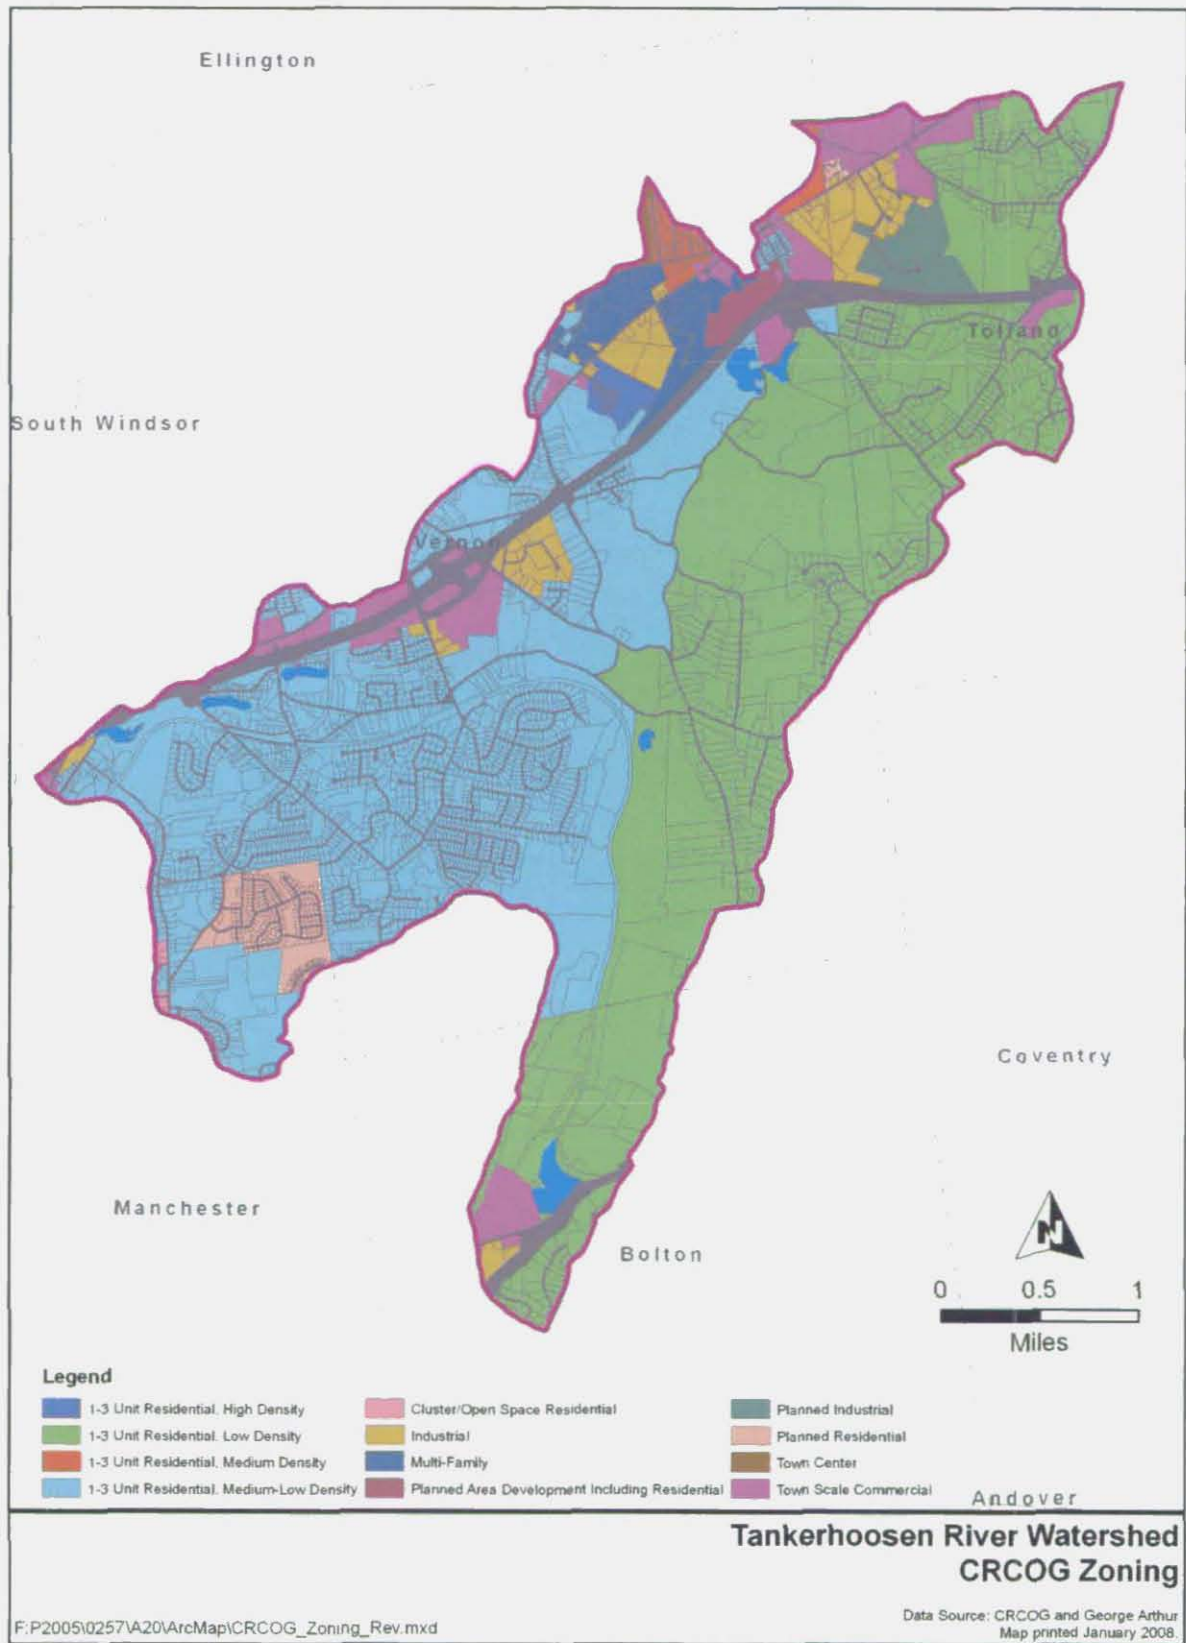 Ellington
South Windsor
Tolland
Vernon
Coventry
Manchester
Bolton
N
0 0.5 1
Miles
Legend
1-3 Unit Residential, High Density
1-3 Unit Residential, Low Density
1-3 Unit Residential, Medium Density
1-3 Unit Residential, Medium-Low Density
Cluster/Open Space Residential
Industrial
Multi-Family
Planned Area Development Including Residential
Planned Industrial
Planned Residential
Town Center
Town Scale Commercial
Andover
Tankerhoosen River Watershed
CRCOG Zoning
F:P2005\0257\A20\ArcMap\CRCOG_Zoning_Rev.mxd
Data Source: CRCOG and George Arthur
Map printed January 2008.